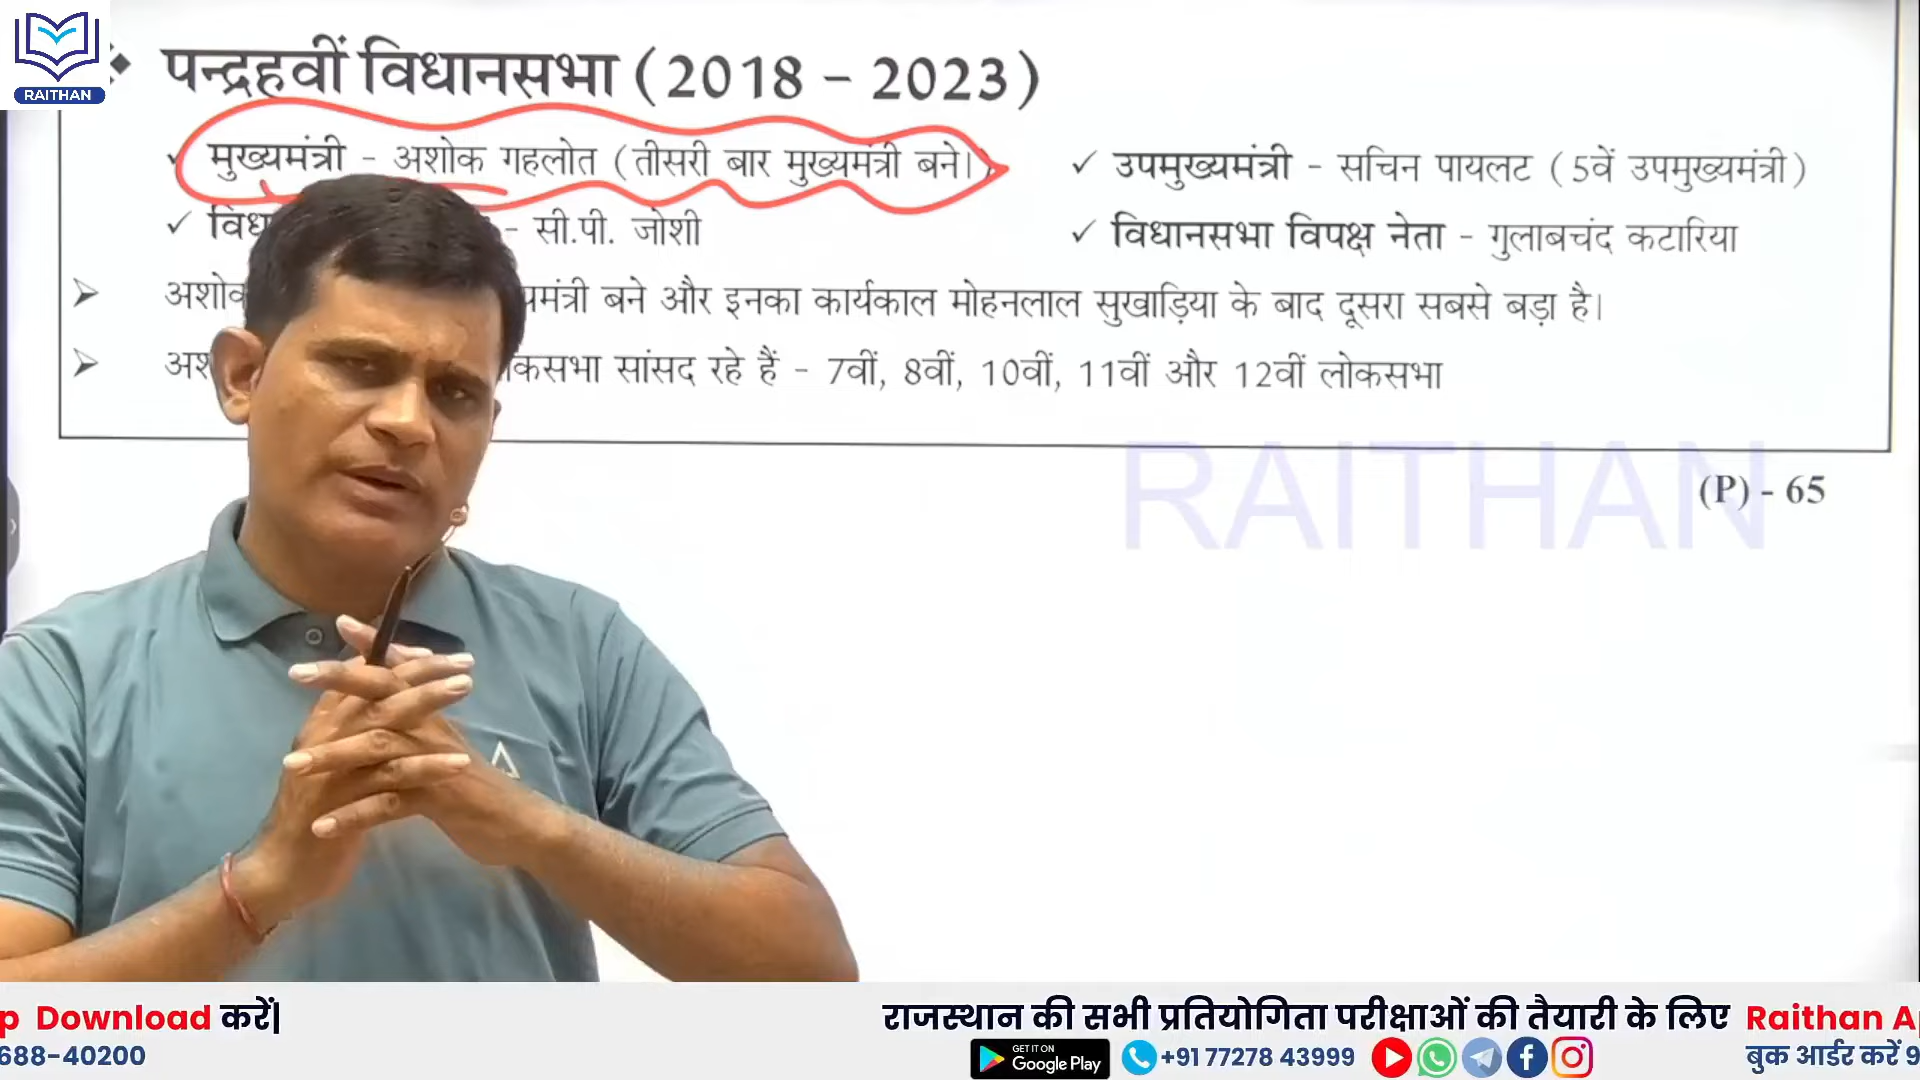 RAITHAN
पन्द्रहवीं विधानसभा (2018 - 2023)
✓ मुख्यमंत्री - अशोक गहलोत (तीसरी बार मुख्यमंत्री बने।)
✓ उपमुख्यमंत्री - सचिन पायलट (5वें उपमुख्यमंत्री)
✓ - सी.पी. जोशी
✓ विधानसभा विपक्ष नेता - गुलाबचंद कटारिया
बने और इनका कार्यकाल मोहनलाल सुखाड़िया के बाद दूसरा सबसे बड़ा है।
सांसद रहे हैं - 7वीं, 8वीं, 10वीं, 11वीं और 12वीं लोकसभा
RAITHAN
(P) - 65
p Download करें|
राजस्थान की सभी प्रतियोगिता परीक्षाओं की तैयारी के लिए Raithan A
688-40200
GET IT ON
Google Play
+91 77278 43999
बुक आर्डर करें 9